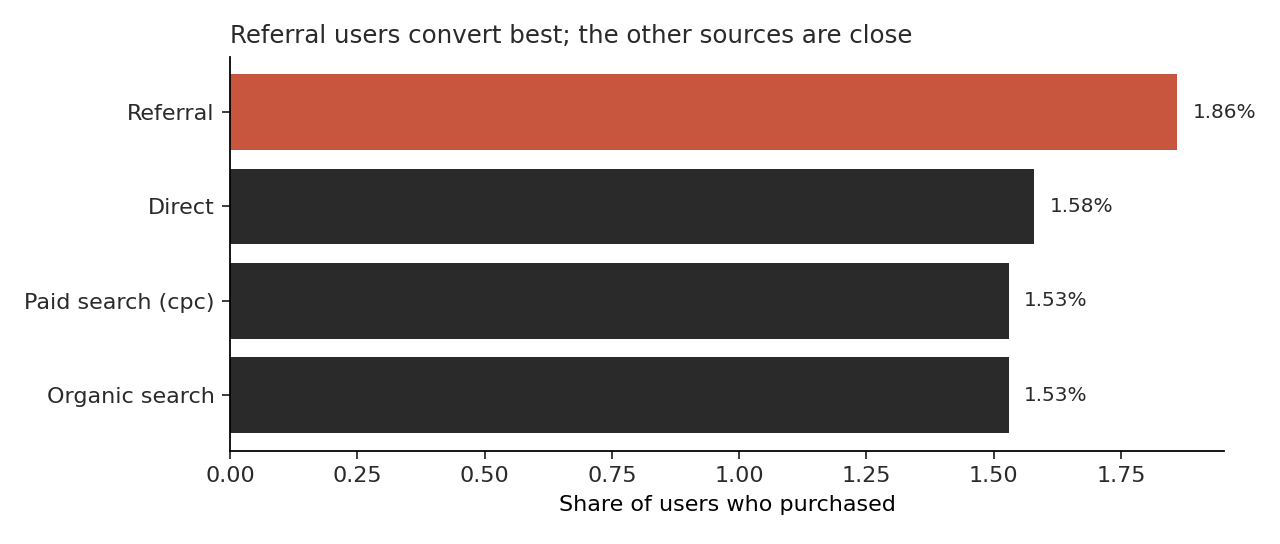 Referral users convert best; the other sources are close
Referral
1.86%
Direct
1.58%
Paid search (cpc)
1.53%
Organic search
1.53%
0.00 0.25 0.50 0.75 1.00 1.25 1.50 1.75
Share of users who purchased